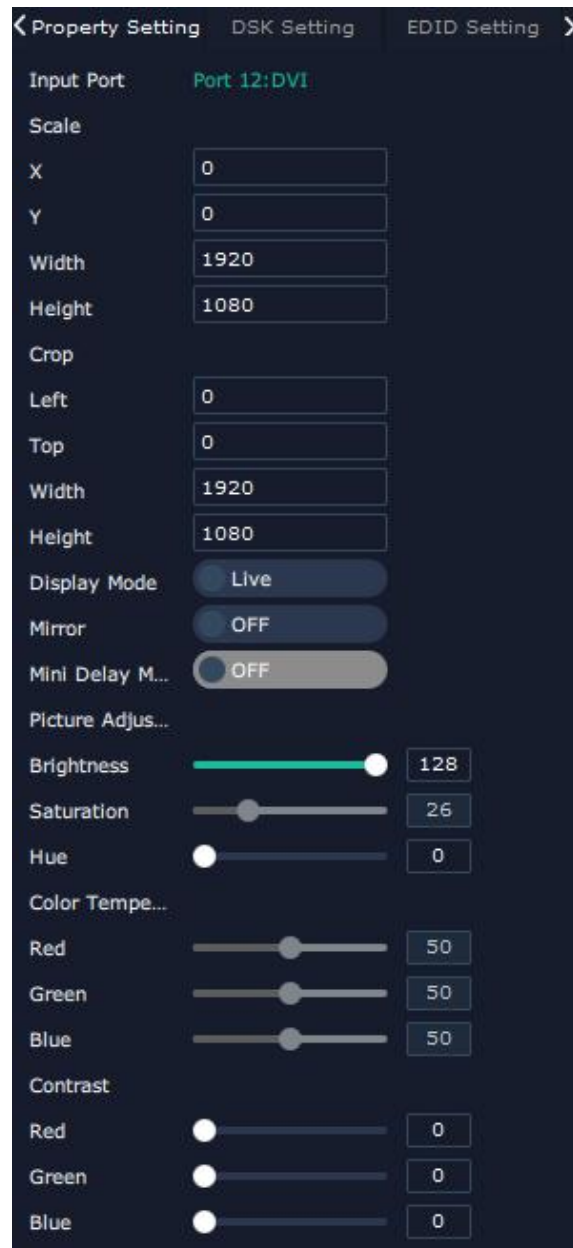 Property Setting DSK Setting EDID Setting
Input Port Port 12:DVI
Scale
X 0
Y 0
Width 1920
Height 1080
Crop
Left 0
Top 0
Width 1920
Height 1080
Display Mode Live
Mirror OFF
Mini Delay M... OFF
Picture Adjus...
Brightness 128
Saturation 26
Hue 0
Color Tempe...
Red 50
Green 50
Blue 50
Contrast
Red 0
Green 0
Blue 0